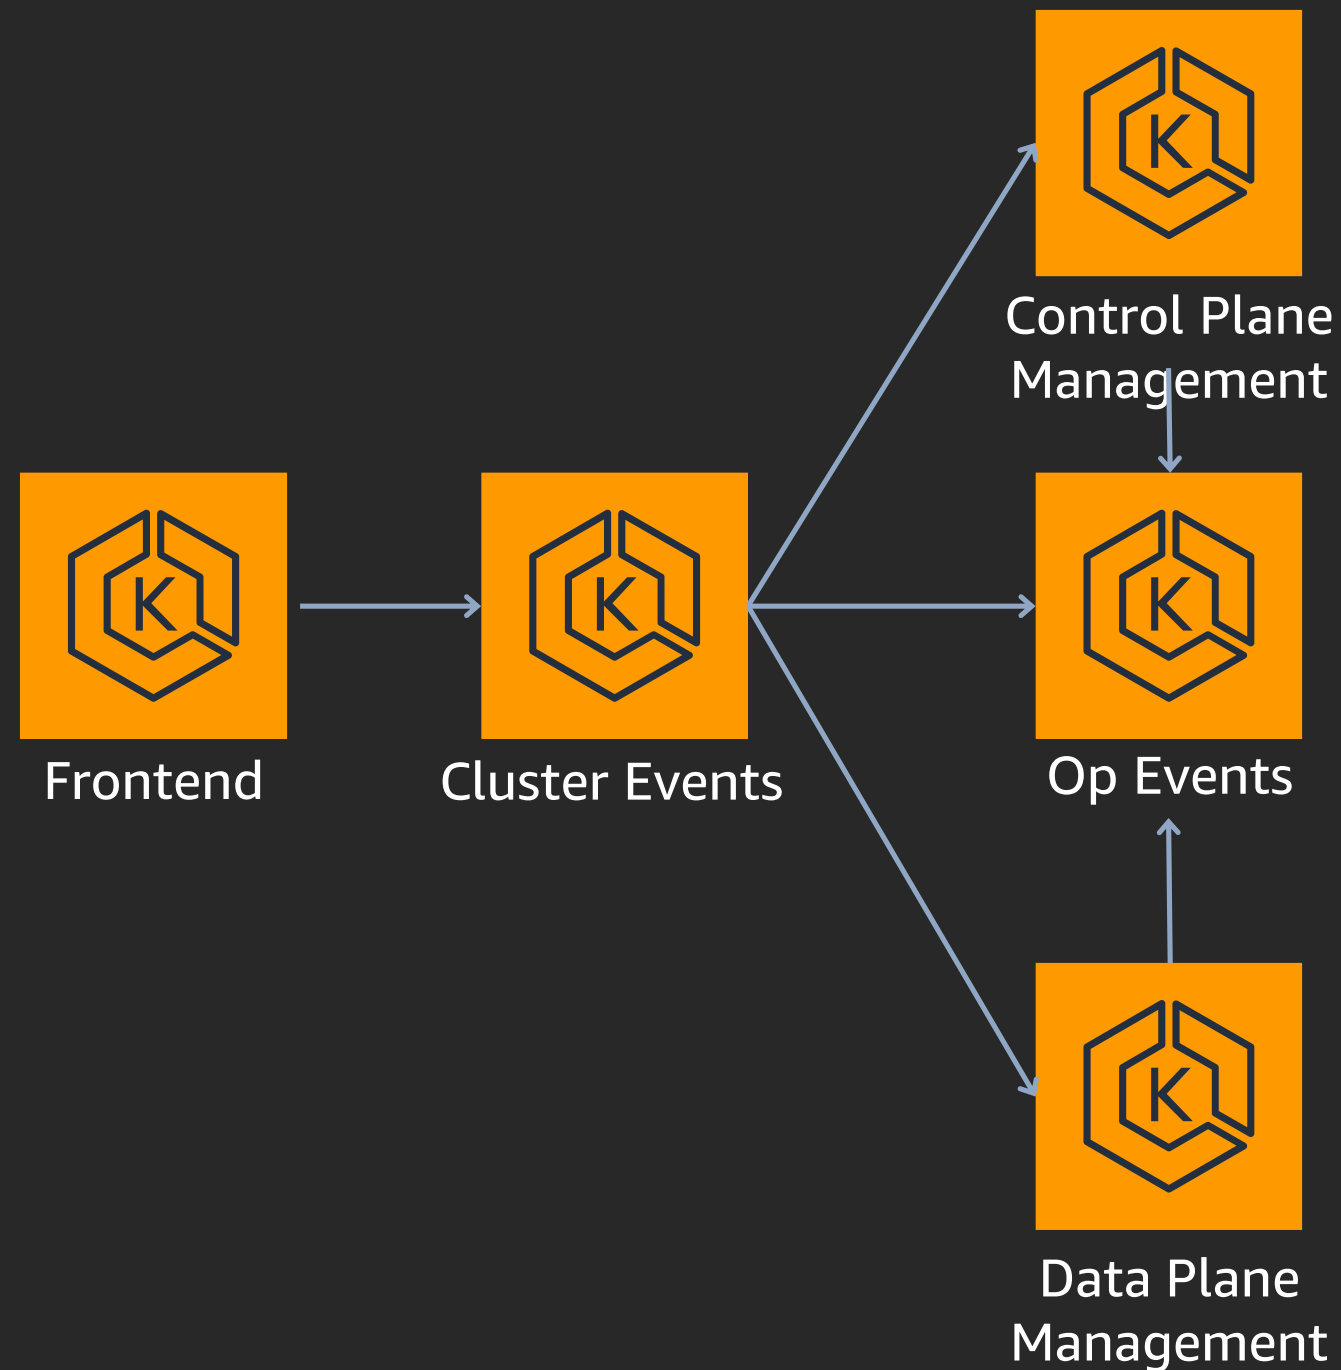 K
Control Plane
Management
K
Frontend
K
Cluster Events
K
Op Events
K
Data Plane
Management